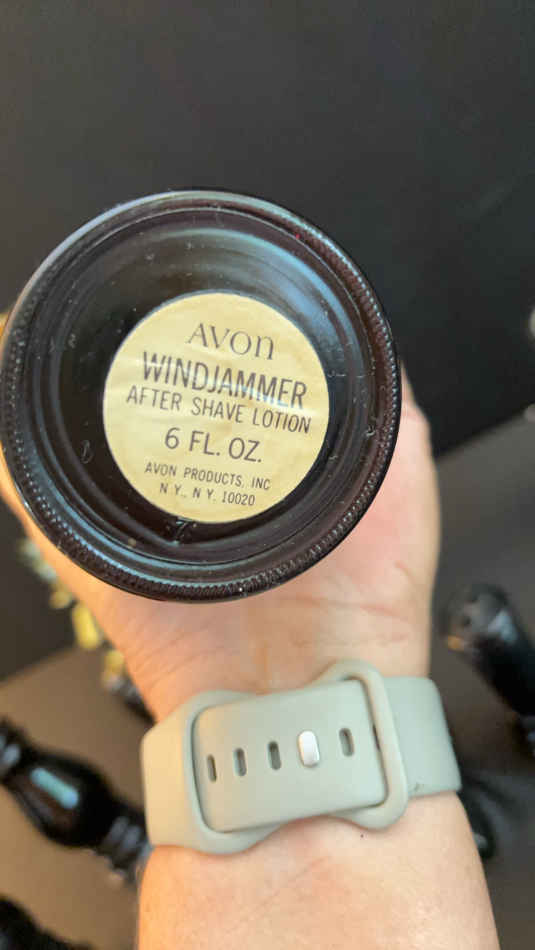 AVON
WINDJAMMER
AFTER SHAVE LOTION
6 FL. OZ.
AVON PRODUCTS, INC
N.Y., N.Y. 10020